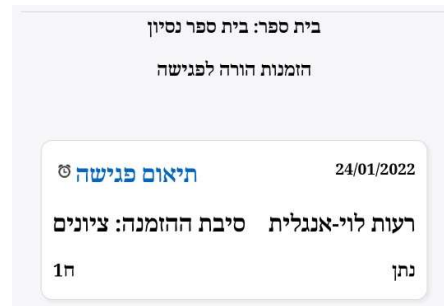 בית ספר: בית ספר נסיון
הזמנות הורה לפגישה
24/01/2022 תיאום פגישה
רעות לוי-אנגלית סיבת ההזמנה: ציונים
נתן ח1